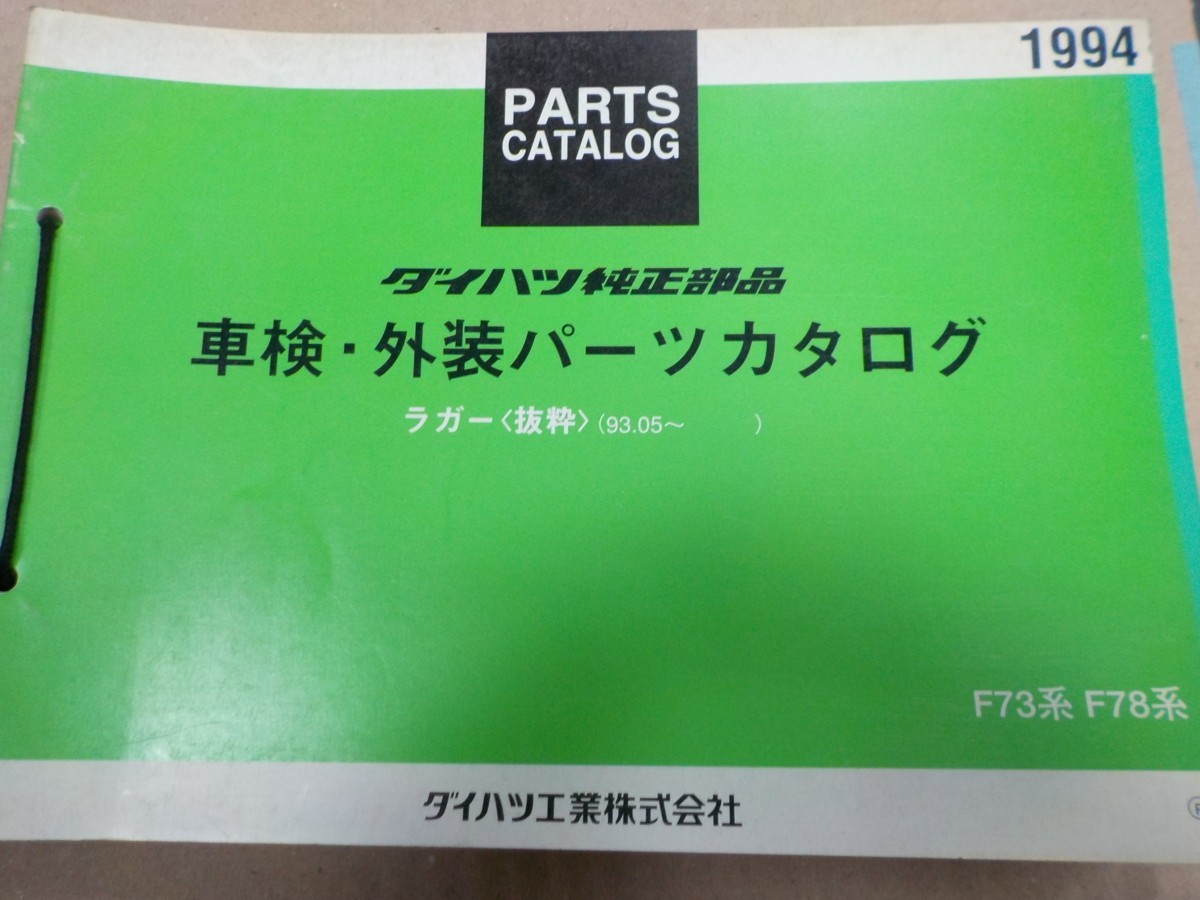 1994
PARTS
CATALOG
ダイハツ純正部品
車検・外装パーツカタログ
ラガー〈抜粋〉(93.05～　　　)
F73系 F78系
ダイハツ工業株式会社